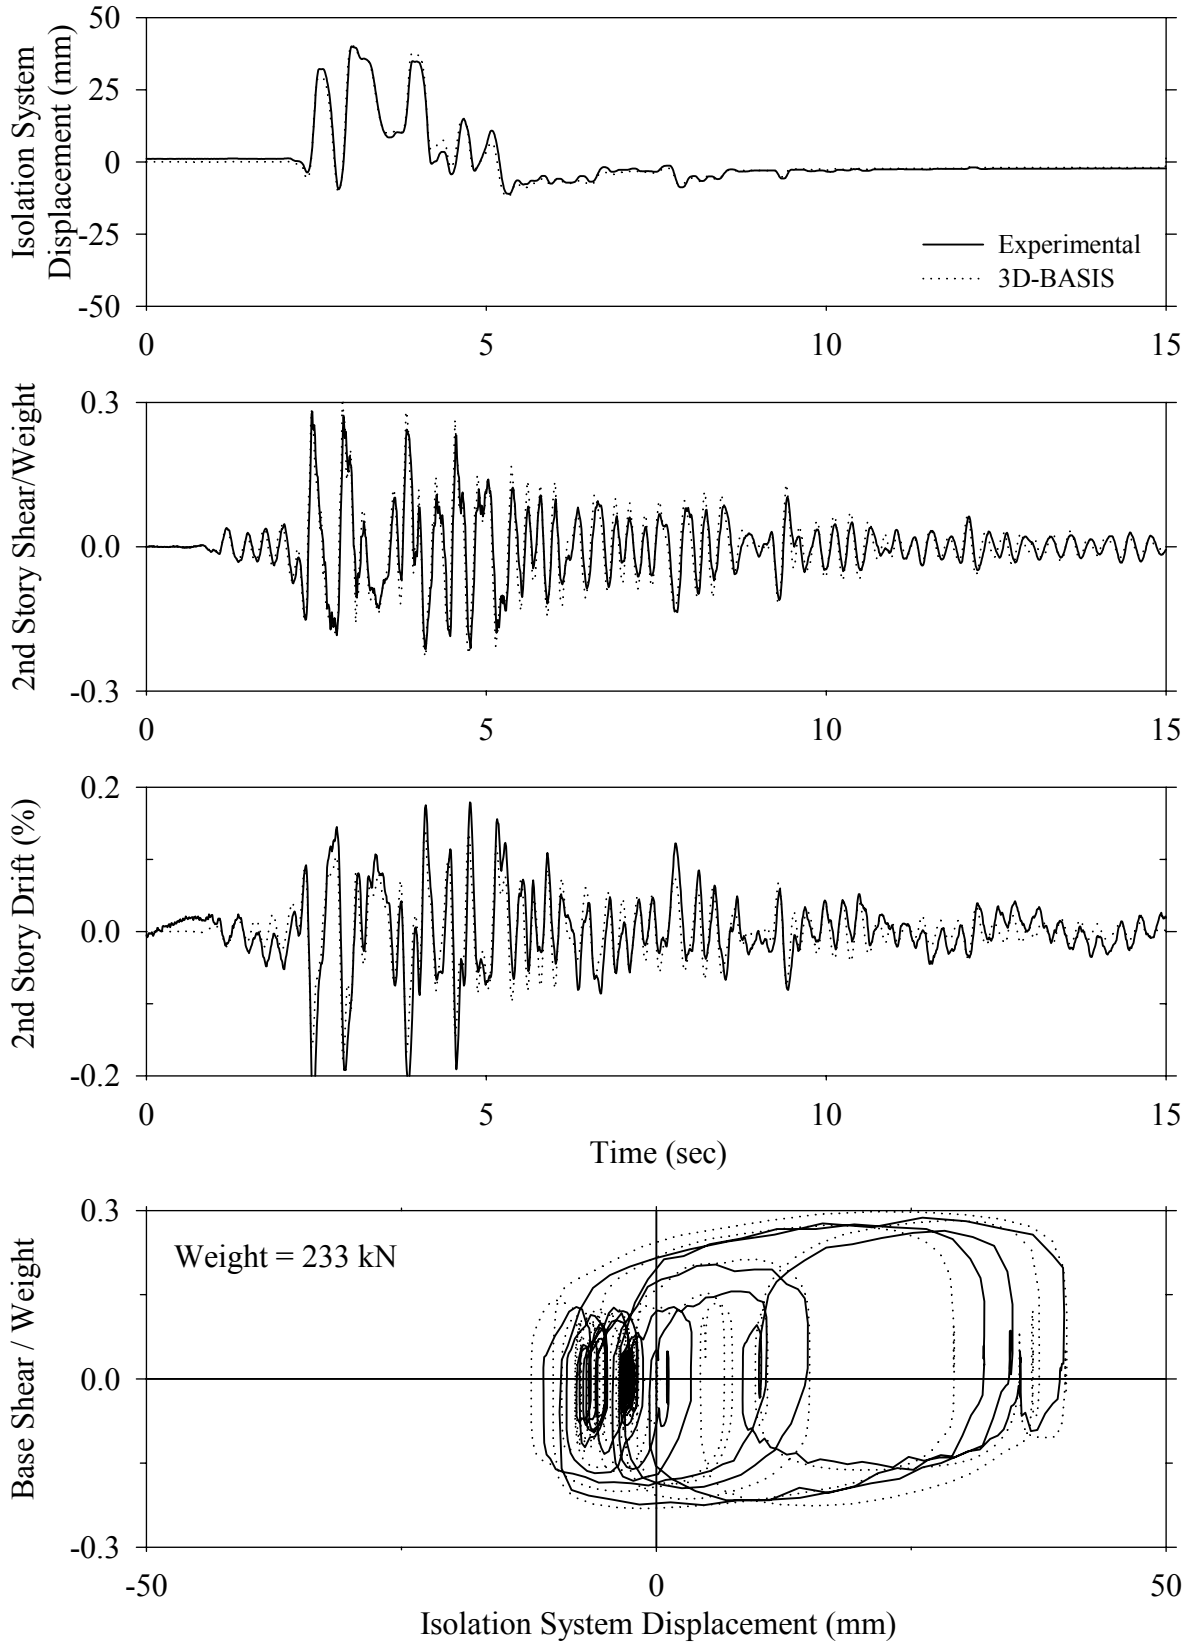 Isolation System
Displacement (mm)
50
25
0
-25
-50
Experimental
3D-BASIS
0 5 10 15
2nd Story Shear/Weight
0.3
0.0
-0.3
0 5 10 15
2nd Story Drift (%)
0.2
0.0
-0.2
0 5 10 15
Time (sec)
Base Shear / Weight
0.3
0.0
-0.3
Weight = 233 kN
-50 0 50
Isolation System Displacement (mm)